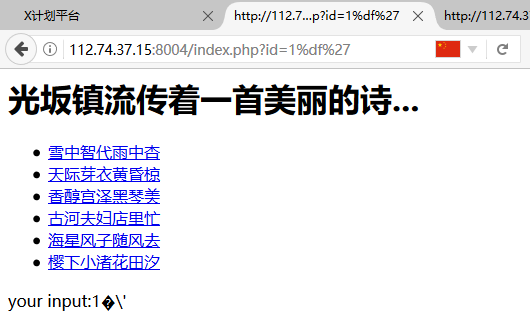 X计划平台
http://112.7...p?id=1%df%27
http://112.74.3
112.74.37.15:8004/index.php?id=1%df%27
光坂镇流传着一首美丽的诗...
雪中智代雨中杏
天际芽衣黄昏椋
香醇宫泽黑琴美
古河夫妇店里忙
海星风子随风去
樱下小渚花田汐
your input:1�\'